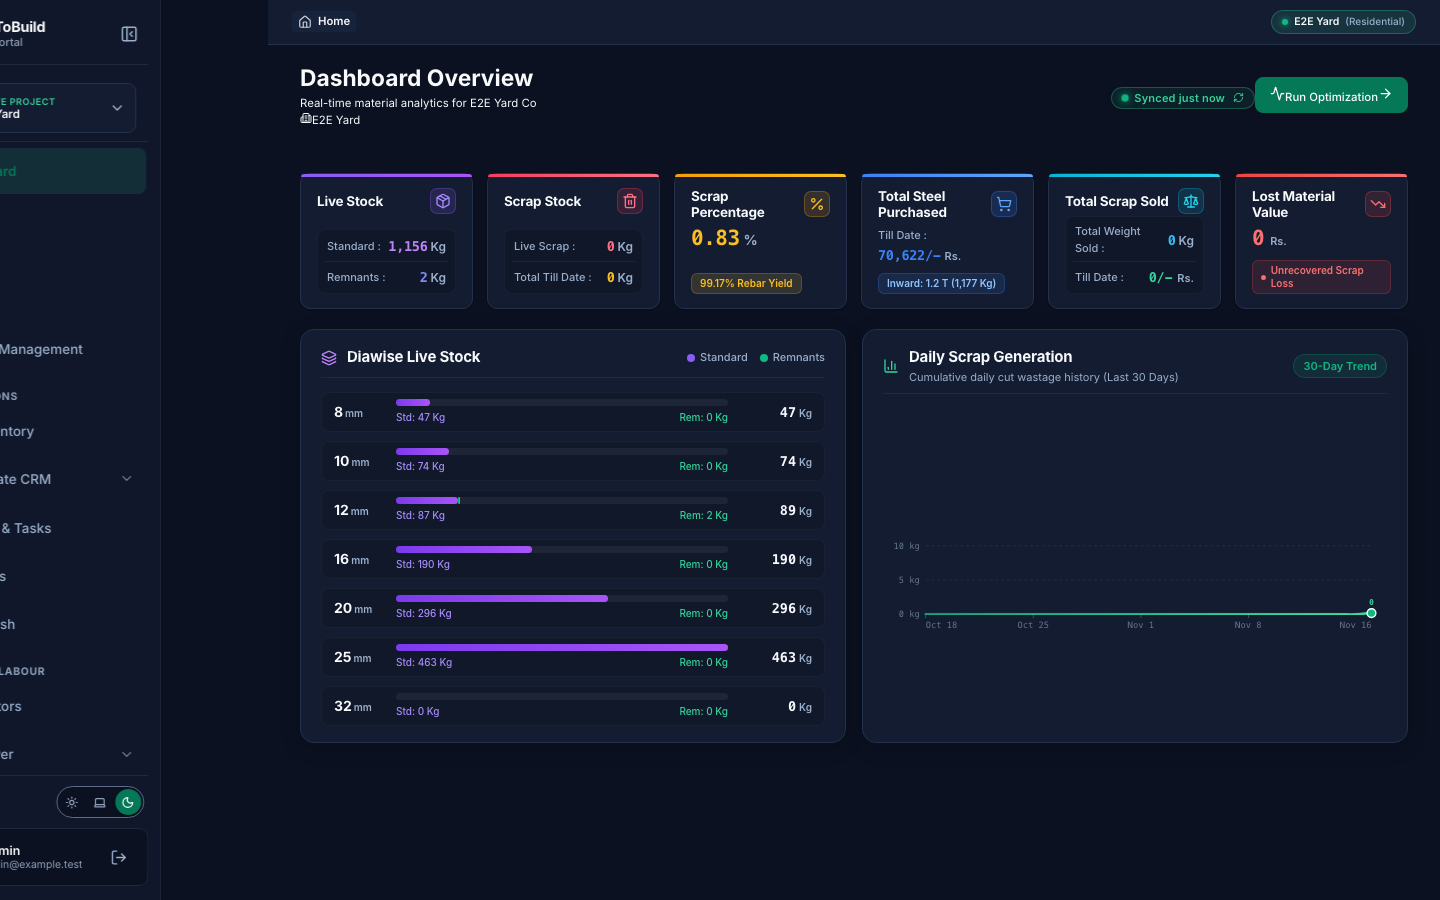 ToBuild
ortal
E PROJECT
Yard
ard
Management
ONS
ntory
ate CRM
& Tasks
s
sh
LABOUR
tors
er
min
in@example.test
Home
E2E Yard (Residential)
Dashboard Overview
Real-time material analytics for E2E Yard Co
E2E Yard
Synced just now
Run Optimization
Live Stock
Standard : 1,156 Kg
Remnants : 2 Kg
Scrap Stock
Live Scrap : 0 Kg
Total Till Date : 0 Kg
Scrap
Percentage
0.83 %
99.17% Rebar Yield
Total Steel
Purchased
Till Date :
70,622/– Rs.
Inward: 1.2 T (1,177 Kg)
Total Scrap Sold
Total Weight
Sold : 0 Kg
Till Date : 0/– Rs.
Lost Material
Value
0 Rs.
Unrecovered Scrap
Loss
Diawise Live Stock
Standard Remnants
8 mm Std: 47 Kg Rem: 0 Kg 47 Kg
10 mm Std: 74 Kg Rem: 0 Kg 74 Kg
12 mm Std: 87 Kg Rem: 2 Kg 89 Kg
16 mm Std: 190 Kg Rem: 0 Kg 190 Kg
20 mm Std: 296 Kg Rem: 0 Kg 296 Kg
25 mm Std: 463 Kg Rem: 0 Kg 463 Kg
32 mm Std: 0 Kg Rem: 0 Kg 0 Kg
Daily Scrap Generation
Cumulative daily cut wastage history (Last 30 Days)
30-Day Trend
10 kg
5 kg
0 kg
0
Oct 18 Oct 25 Nov 1 Nov 8 Nov 16